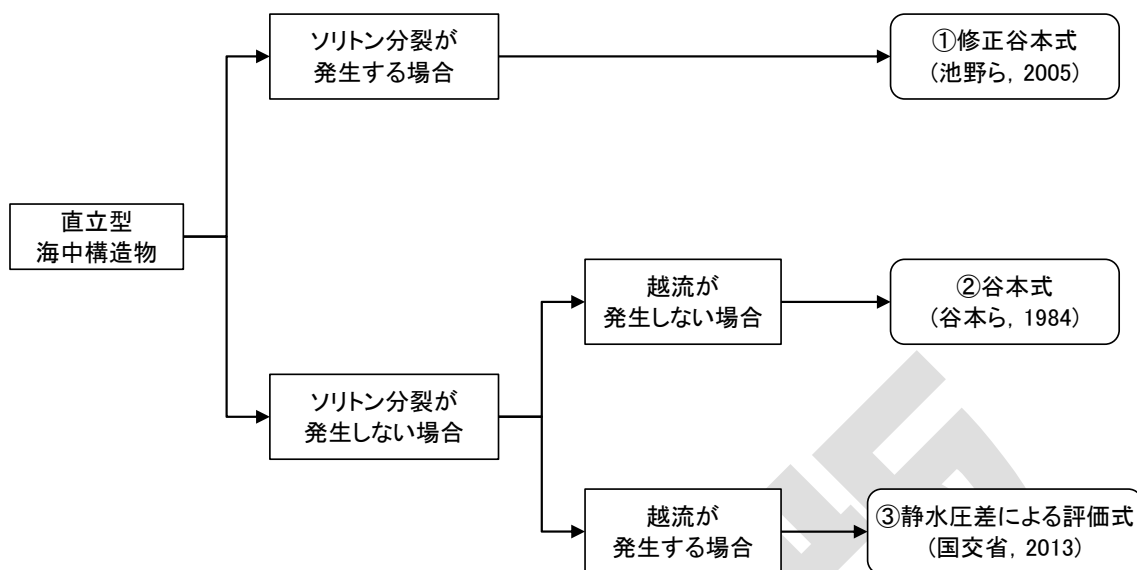 ソリトン分裂が
発生する場合
①修正谷本式
(池野ら, 2005)
直立型
海中構造物
越流が
発生しない場合
②谷本式
(谷本ら, 1984)
ソリトン分裂が
発生しない場合
越流が
発生する場合
③静水圧差による評価式
(国交省, 2013)